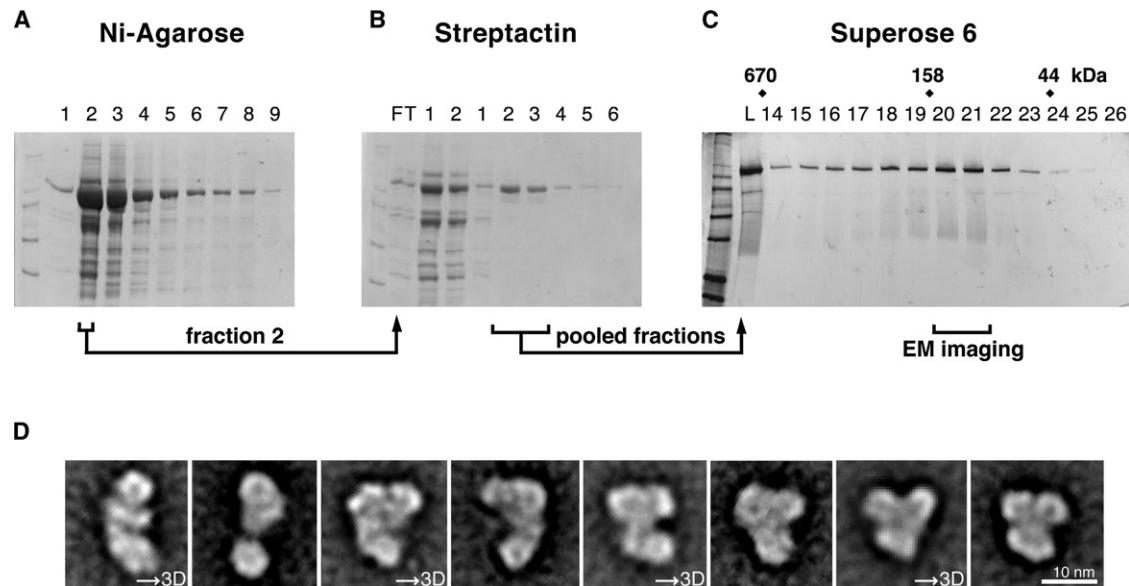 A Ni-Agarose
B Streptactin
C Superose 6
670 158 44 kDa
1 2 3 4 5 6 7 8 9
FT 1 2 1 2 3 4 5 6
L 14 15 16 17 18 19 20 21 22 23 24 25 26
fraction 2
pooled fractions
EM imaging
D
→3D
→3D
→3D
→3D
10 nm